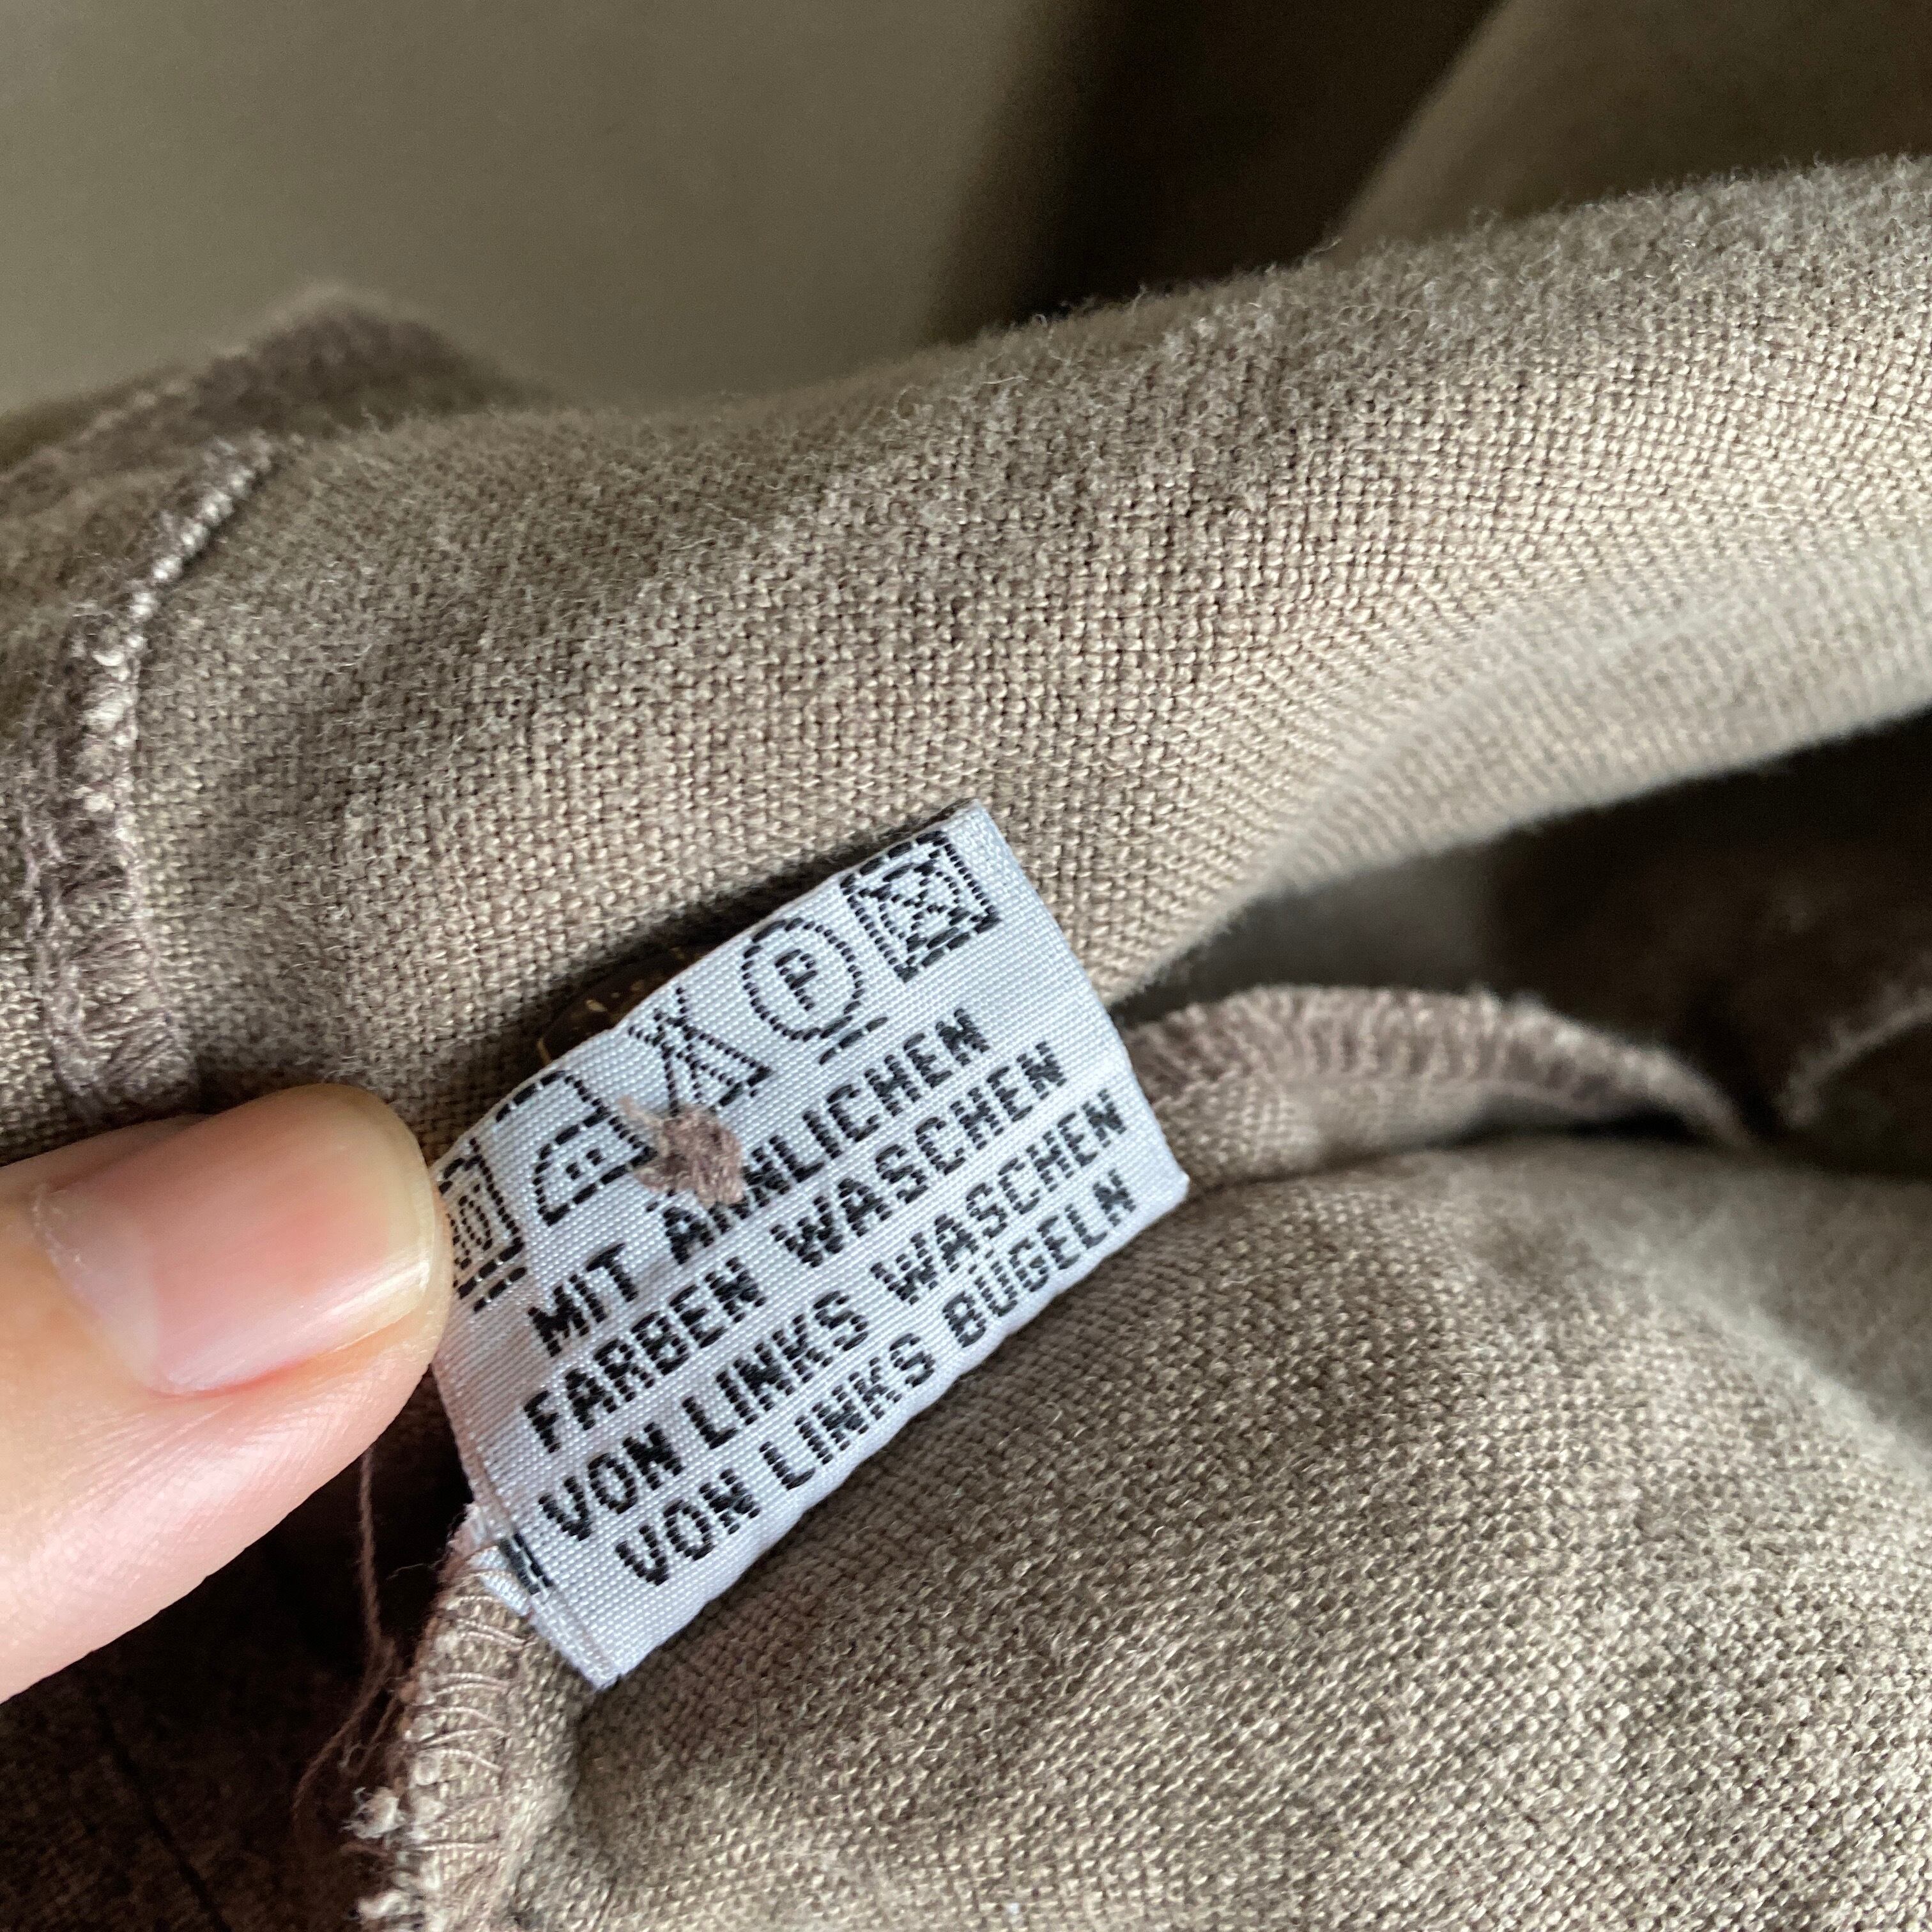 P
MIT ÄHNLICHEN
FARBEN WASCHEN
VON LINKS WASCHEN
VON LINKS BÜGELN